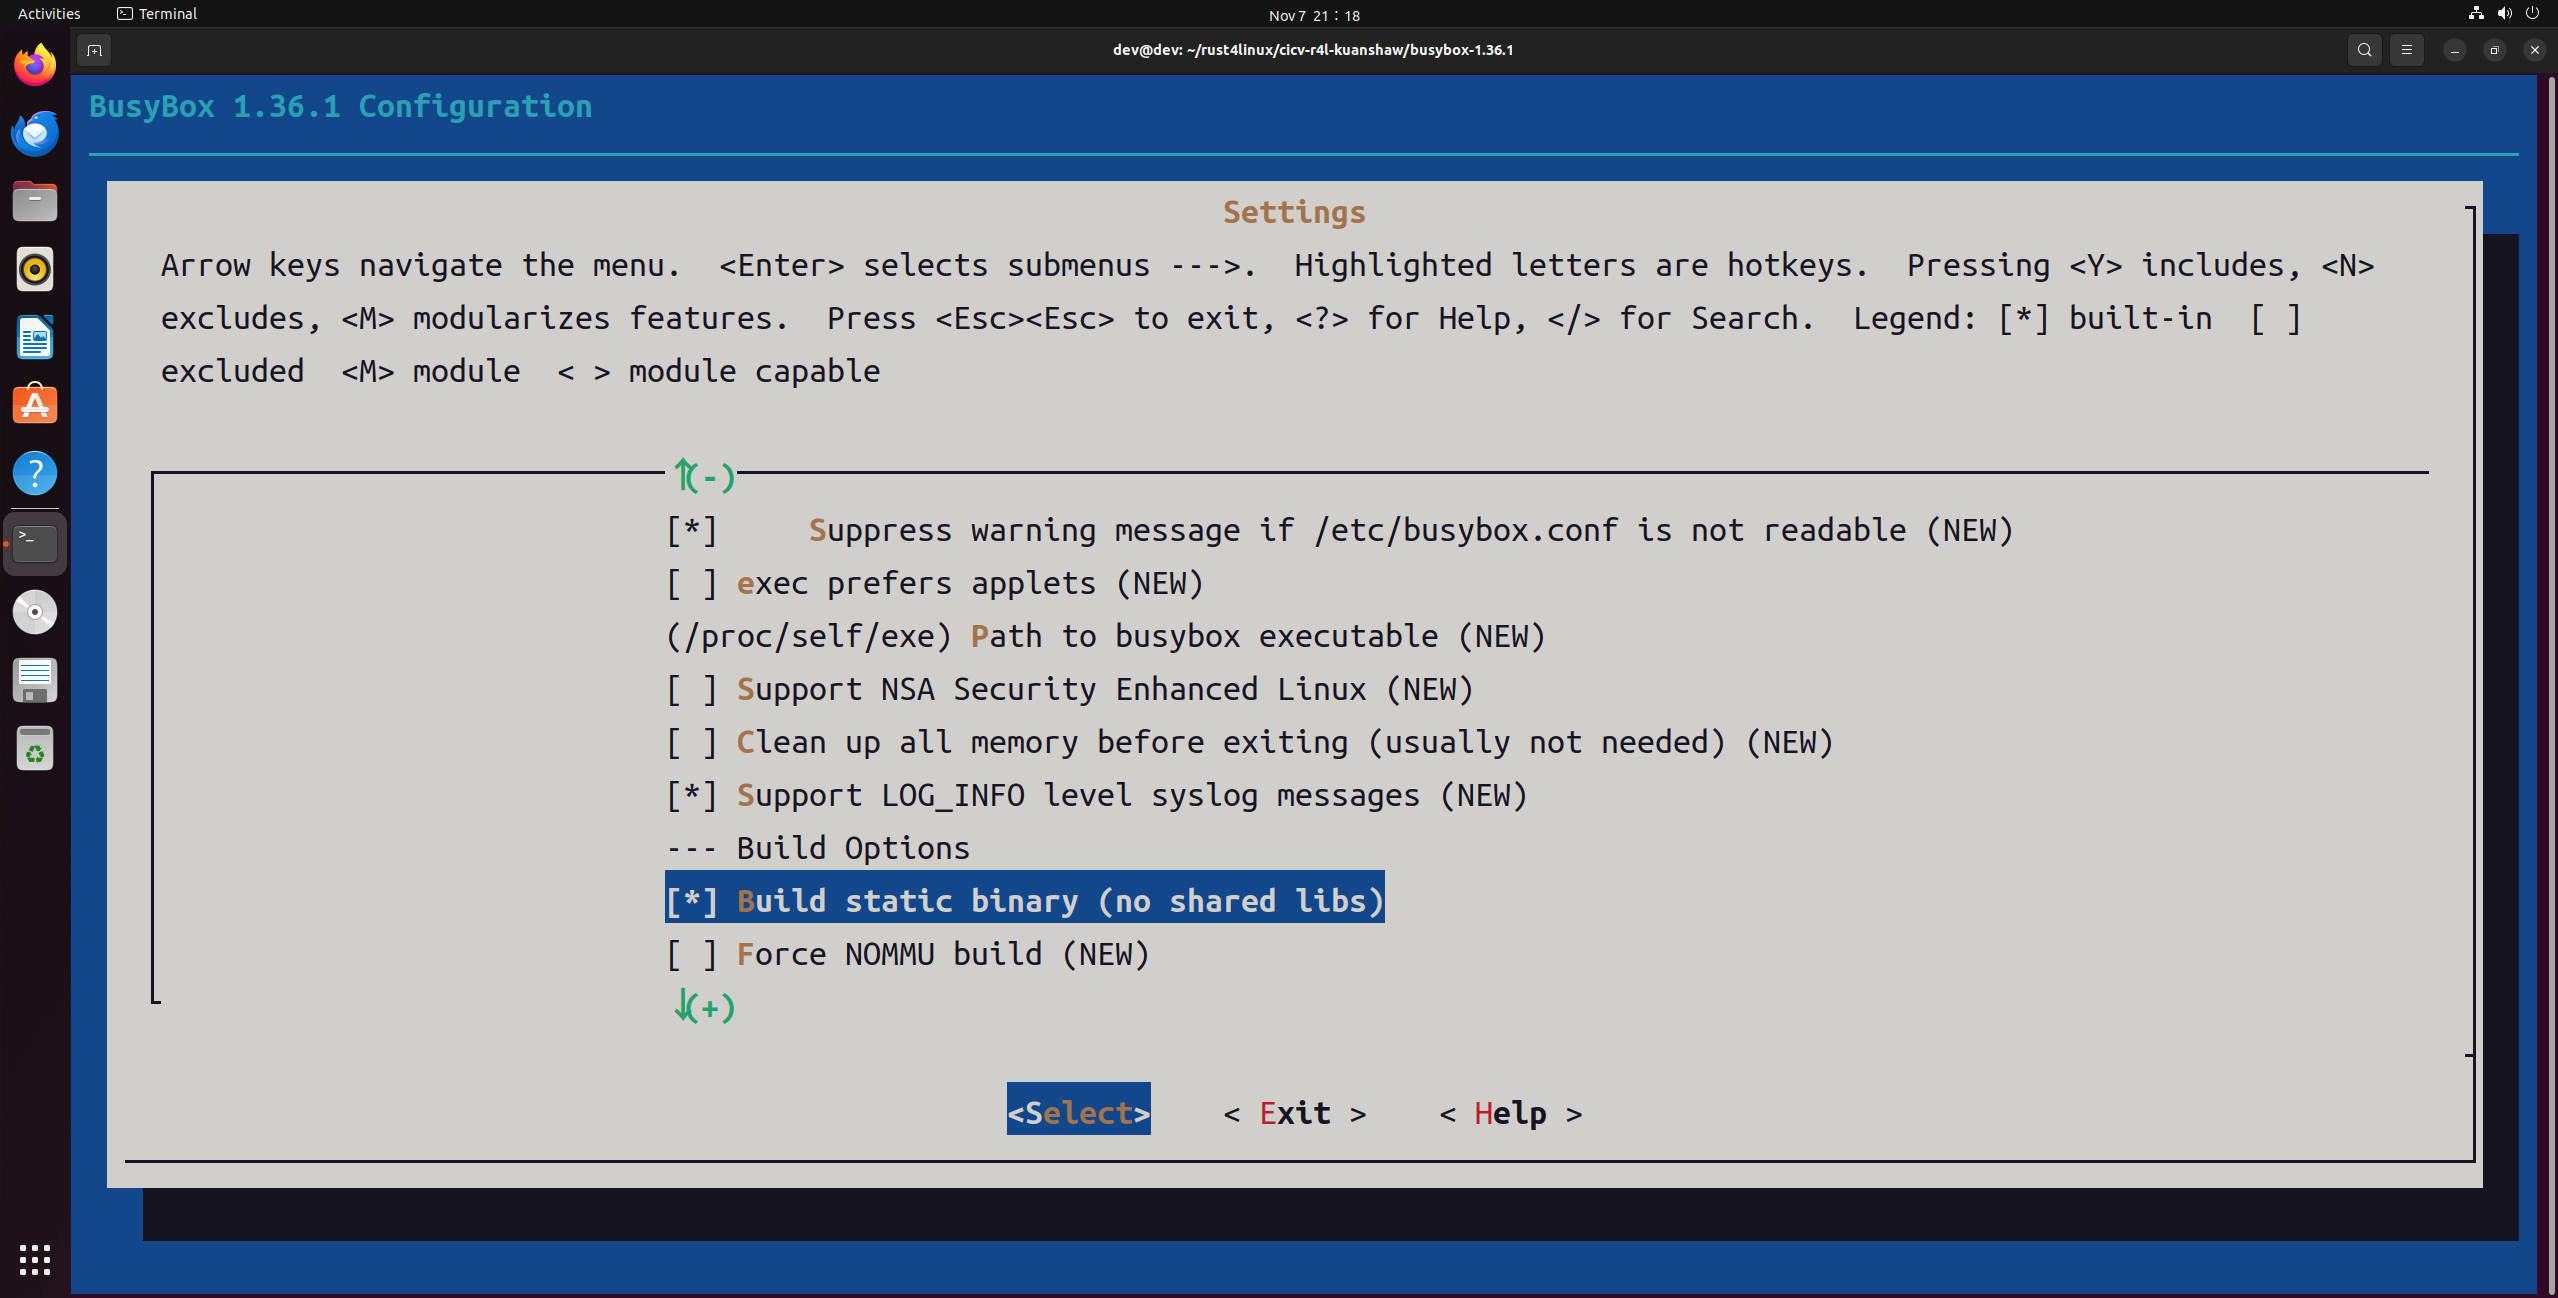 Activities
Terminal
Nov 7 21 : 18
dev@dev: ~/rust4linux/cicv-r4l-kuanshaw/busybox-1.36.1
BusyBox 1.36.1 Configuration
Settings
Arrow keys navigate the menu. <Enter> selects submenus --->. Highlighted letters are hotkeys. Pressing <Y> includes, <N>
excludes, <M> modularizes features. Press <Esc><Esc> to exit, <?> for Help, </> for Search. Legend: [*] built-in [ ]
excluded <M> module < > module capable
↑(-)
[*] Suppress warning message if /etc/busybox.conf is not readable (NEW)
[ ] exec prefers applets (NEW)
(/proc/self/exe) Path to busybox executable (NEW)
[ ] Support NSA Security Enhanced Linux (NEW)
[ ] Clean up all memory before exiting (usually not needed) (NEW)
[*] Support LOG_INFO level syslog messages (NEW)
--- Build Options
[*] Build static binary (no shared libs)
[ ] Force NOMMU build (NEW)
↓(+)
<Select> < Exit > < Help >